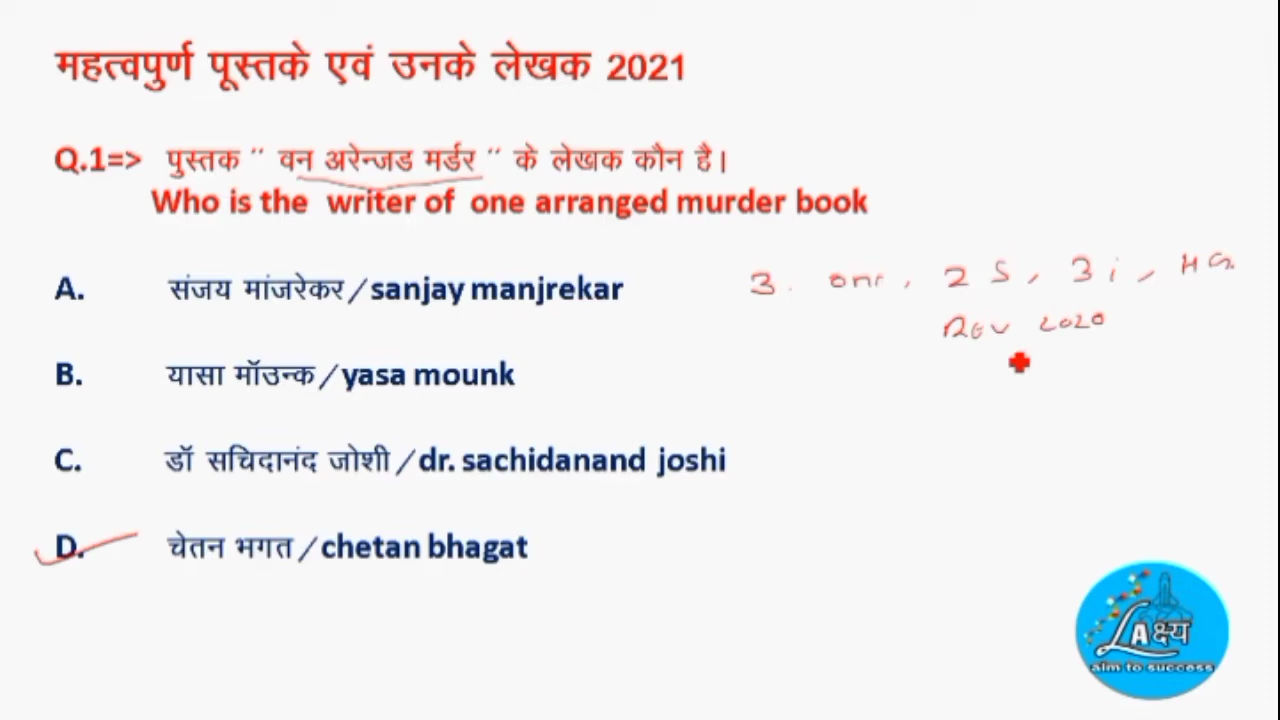 महत्वपुर्ण पूस्तके एवं उनके लेखक 2021
Q.1=> पुस्तक " वन अरेन्जड मर्डर " के लेखक कौन है।
Who is the writer of one arranged murder book
A. संजय मांजरेकर/sanjay manjrekar
3. one, 2 S, 3 i, HG.
2020
B. यासा मॉउन्क/yasa mounk
C. डॉ सचिदानंद जोशी/dr. sachidanand joshi
D. चेतन भगत/chetan bhagat
LAक्ष्य
aim to success